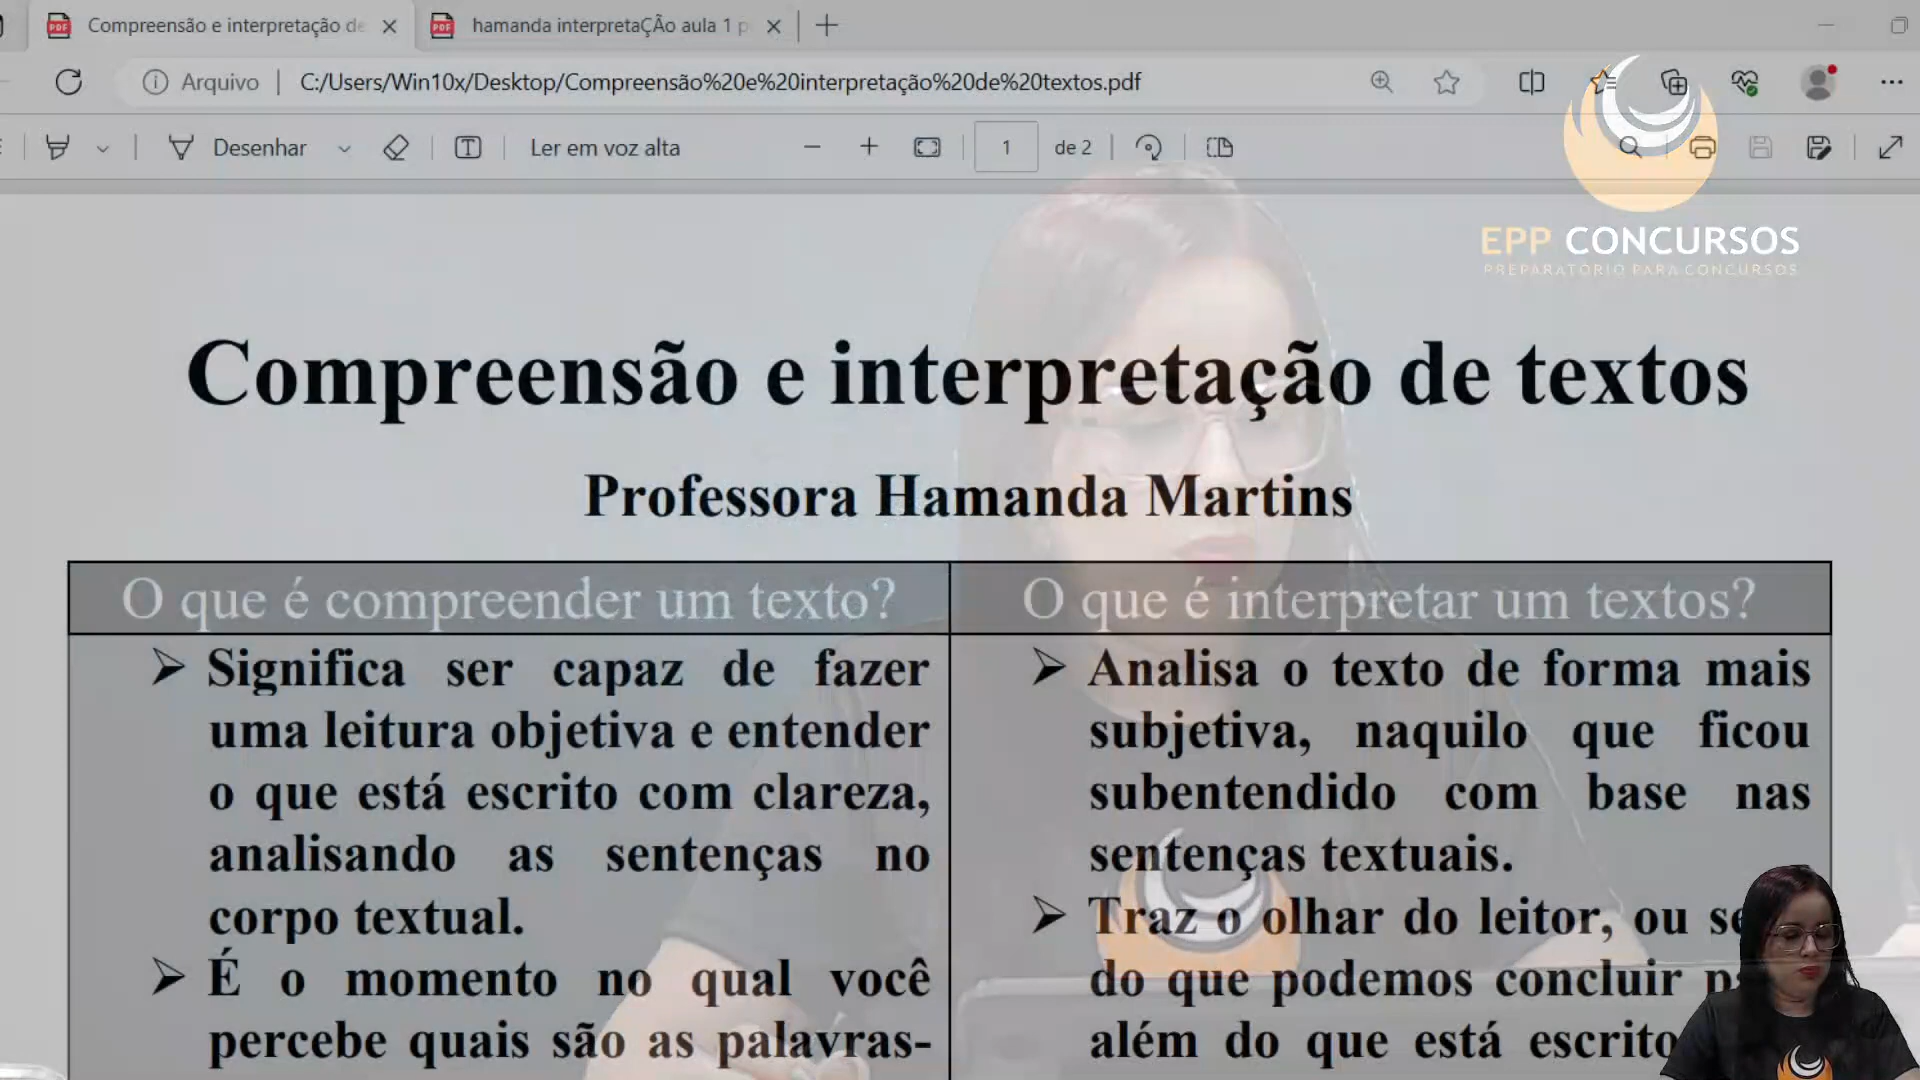 Compreensão e interpretação de
hamanda interpretaÇÃo aula 1 p
Arquivo
C:/Users/Win10x/Desktop/Compreensão%20e%20interpretação%20de%20textos.pdf
Desenhar
Ler em voz alta
1 de 2
EPP CONCURSOS
PREPARATÓRIO PARA CONCURSOS
Compreensão e interpretação de textos
Professora Hamanda Martins
O que é compreender um texto?
➢ Significa ser capaz de fazer
uma leitura objetiva e entender
o que está escrito com clareza,
analisando as sentenças no
corpo textual.
➢ É o momento no qual você
percebe quais são as palavras-
O que é interpretar um textos?
➢ Analisa o texto de forma mais
subjetiva, naquilo que ficou
subentendido com base nas
sentenças textuais.
➢ Traz o olhar do leitor, ou
do que podemos concluir
além do que está escrito